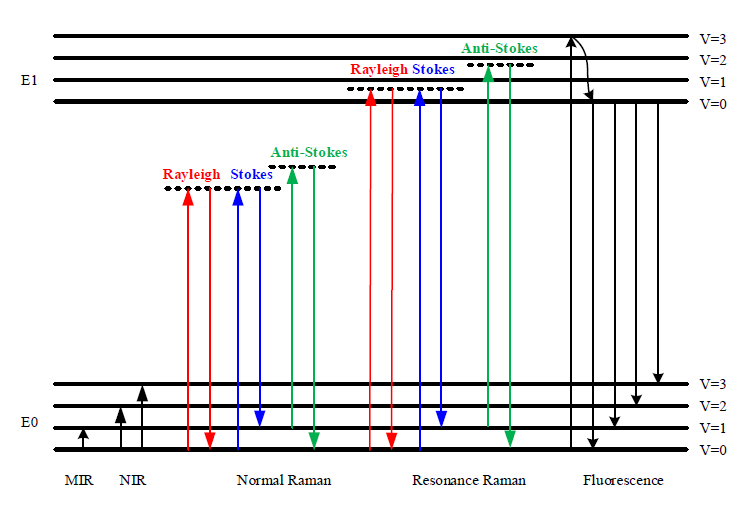 V=3
Anti-Stokes
V=2
Rayleigh Stokes
E1
V=1
V=0
Anti-Stokes
Rayleigh Stokes
V=3
V=2
E0
V=1
V=0
MIR NIR Normal Raman Resonance Raman Fluorescence